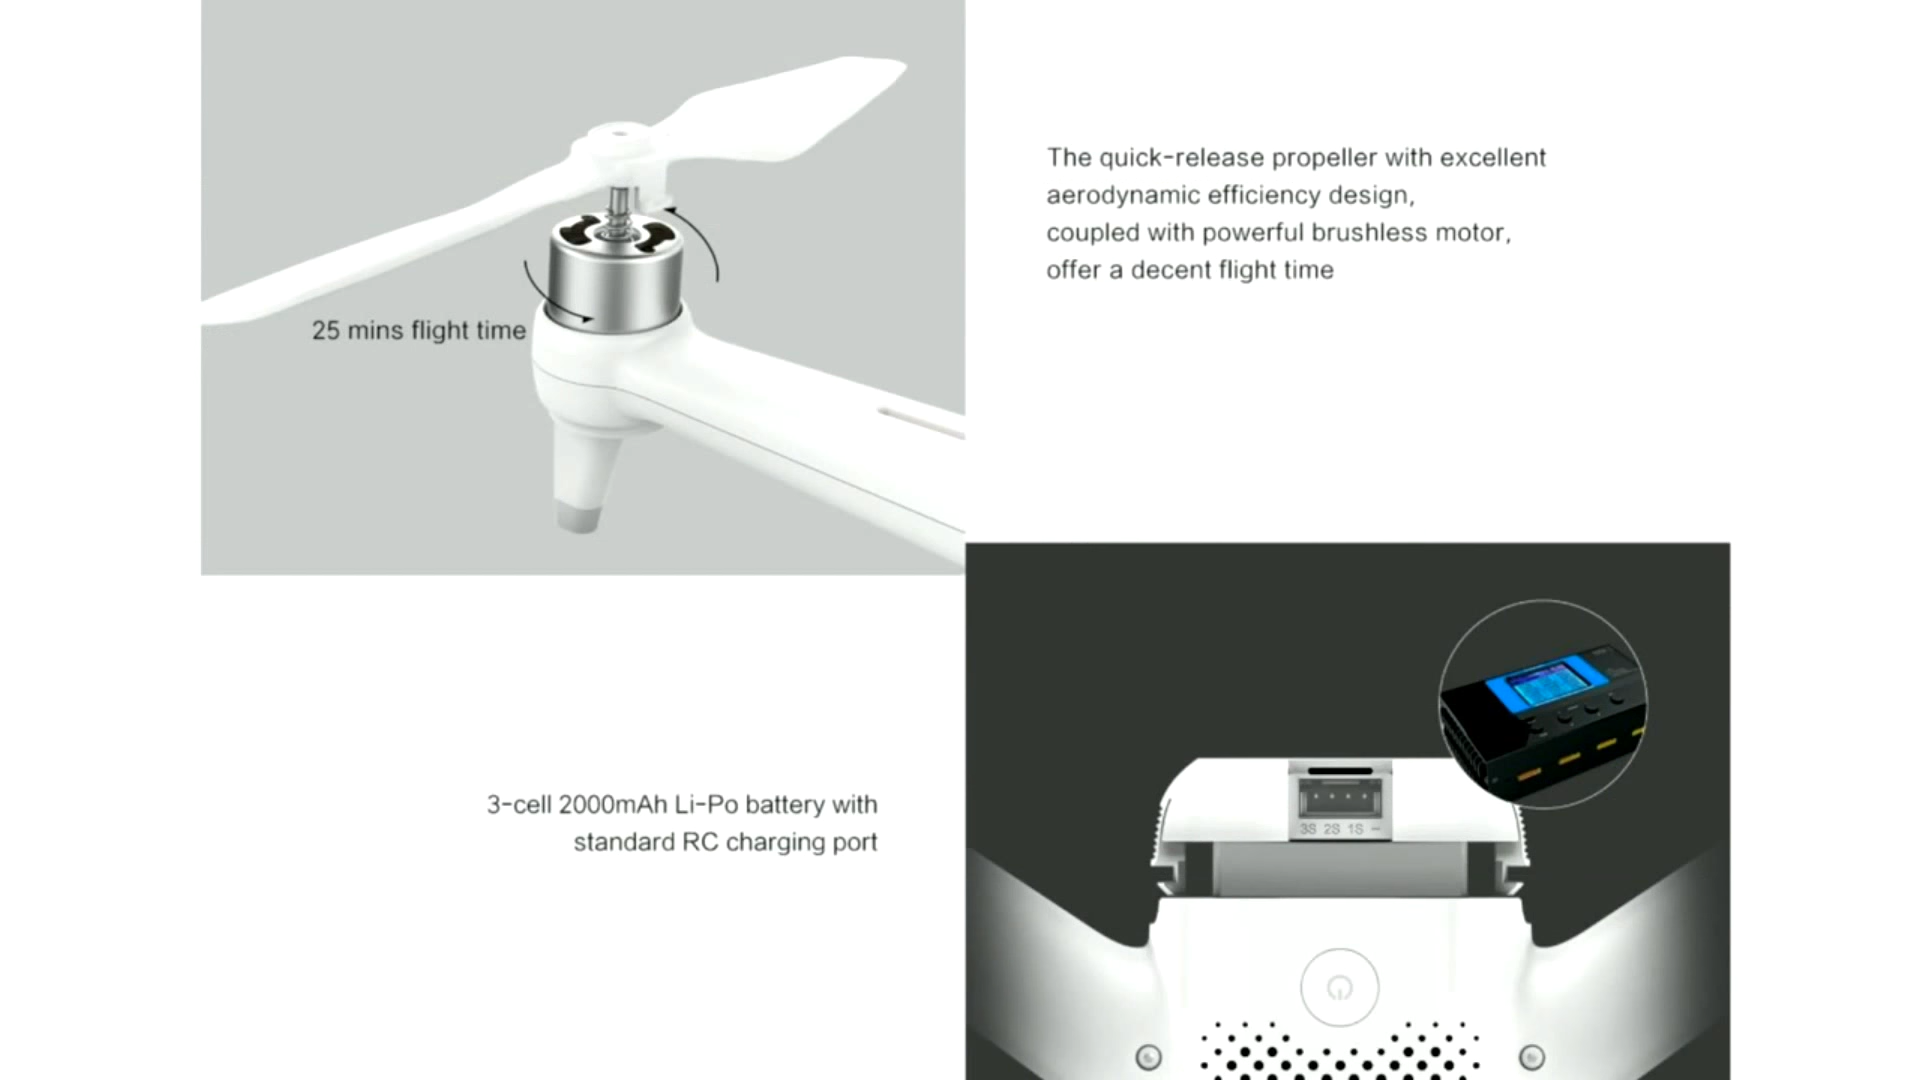 The quick-release propeller with excellent
aerodynamic efficiency design,
coupled with powerful brushless motor,
offer a decent flight time
25 mins flight time
3-cell 2000mAh Li-Po battery with
standard RC charging port
3S 2S 1S -